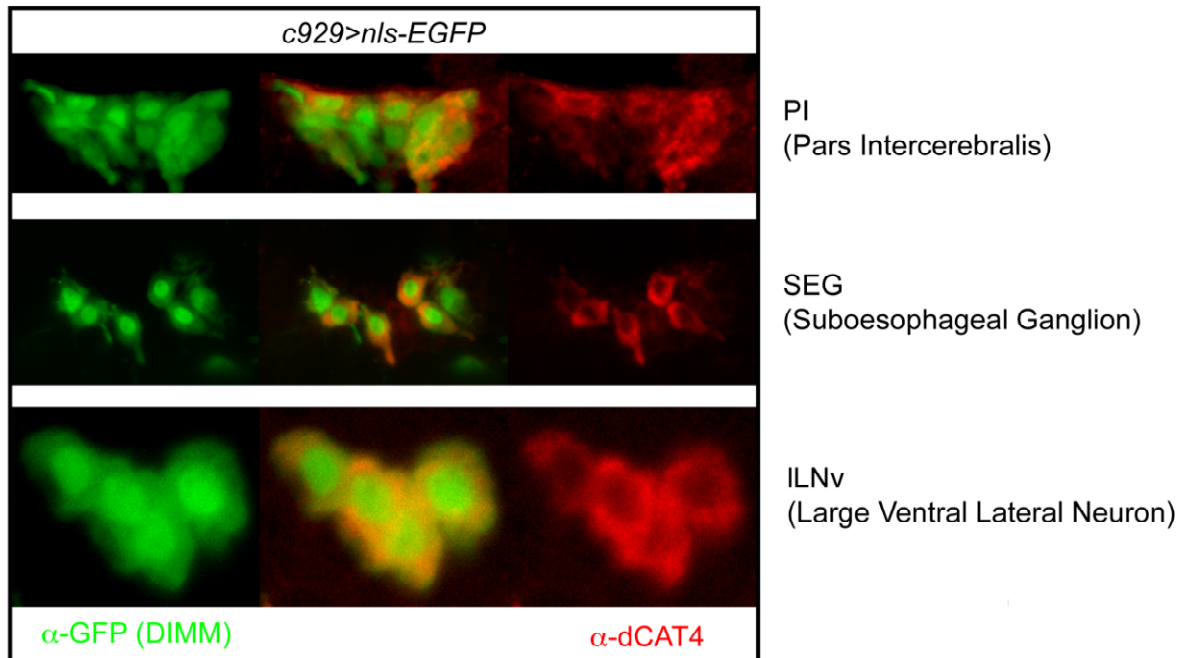 c929>nls-EGFP
PI
(Pars Intercerebralis)
SEG
(Suboesophageal Ganglion)
lLNv
(Large Ventral Lateral Neuron)
α-GFP (DIMM)
α-dCAT4